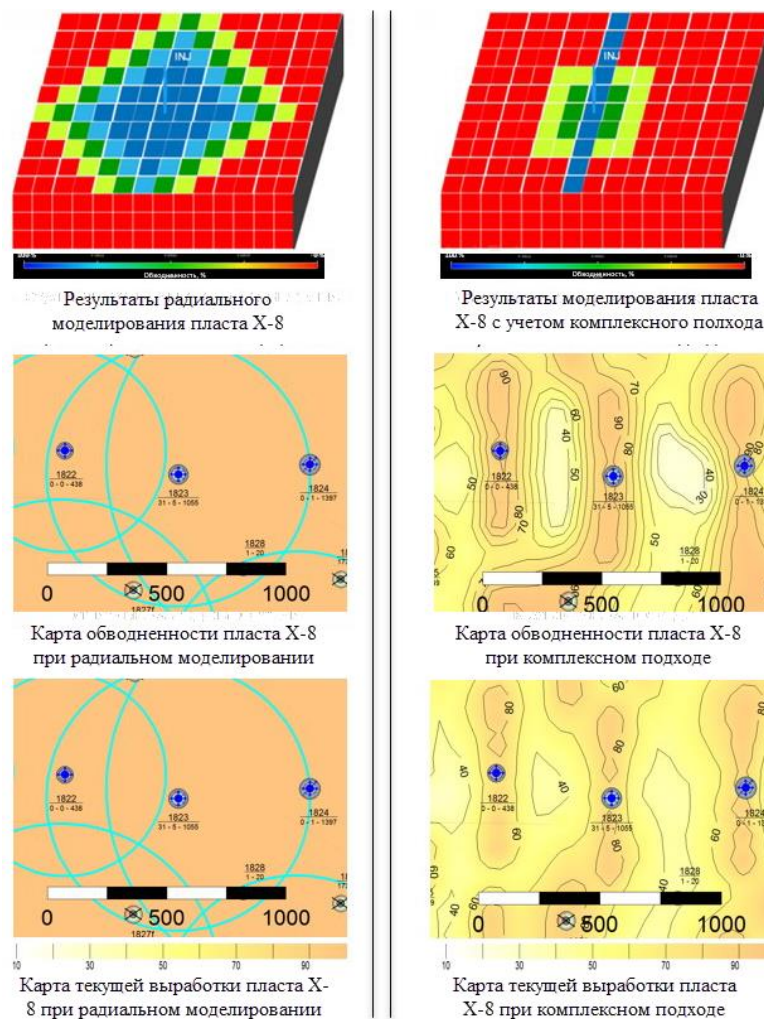 INJ
Обводненность, %
Результаты радиального
моделирования пласта Х-8
1822
0 - 0 - 438
1823
31 - 5 - 1055
1824
0 - 1 - 1397
1828
1 - 20
0 500 1000
1827f
Карта обводненности пласта Х-8
при радиальном моделировании
1822
0 - 0 - 438
1823
31 - 5 - 1055
1824
0 - 1 - 1397
1828
1 - 20
0 500 1000
1827f
10 30 50 70 90
Карта текущей выработки пласта Х-
8 при радиальном моделировании
INJ
100 %
Обводненность, %
Результаты моделирования пласта
Х-8 с учетом комплексного полхода
90 60 40 50 90 80 70 40 30 50 60 80 70
1822
0 - 0 - 438
1823
31 - 5 - 1055
1824
1828
1 - 20
0 500 1000
Карта обводненности пласта Х-8
при комплексном подходе
80 60 40 80 60 40
1822
0 - 0 - 438
1823
31 - 5 - 1055
1824
1828
1 - 20
0 500 1000
10 30 50 70 90
Карта текущей выработки пласта
Х-8 при комплексном подходе